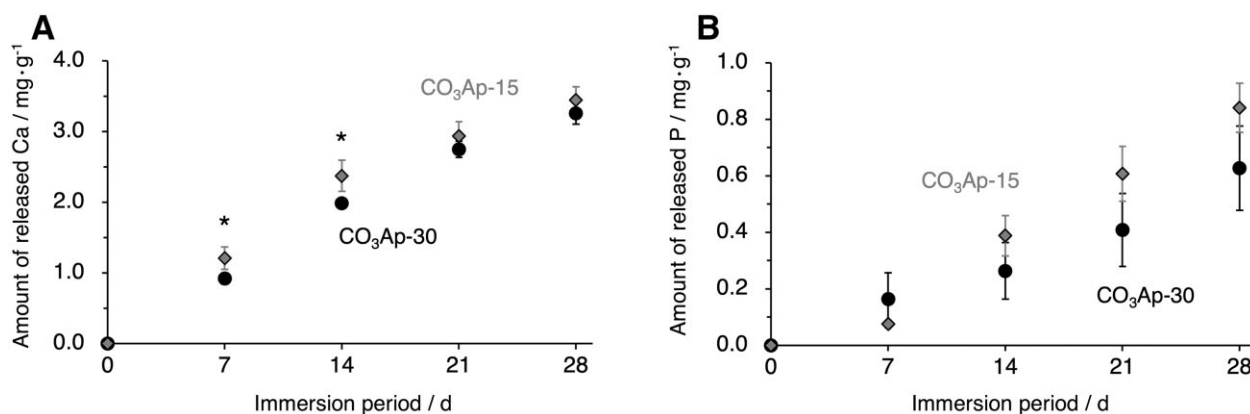 A
Amount of released Ca / mg·g⁻¹
4.0
3.0
2.0
1.0
0.0
*
*
CO₃Ap-15
CO₃Ap-30
0 7 14 21 28
Immersion period / d
B
Amount of released P / mg·g⁻¹
1.0
0.8
0.6
0.4
0.2
0.0
CO₃Ap-15
CO₃Ap-30
0 7 14 21 28
Immersion period / d